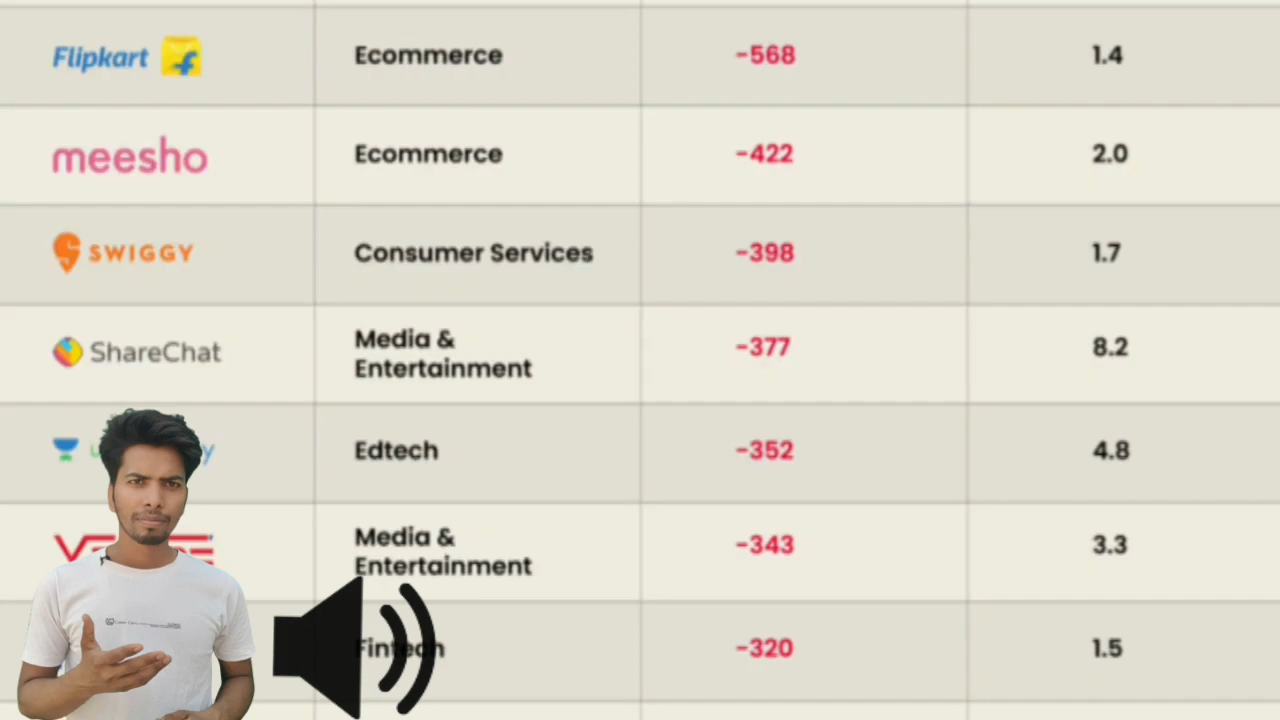 Flipkart
Ecommerce
-568
1.4
meesho
Ecommerce
-422
2.0
SWIGGY
Consumer Services
-398
1.7
ShareChat
Media &
Entertainment
-377
8.2
Edtech
-352
4.8
Media &
Entertainment
-343
3.3
Fintech
-320
1.5